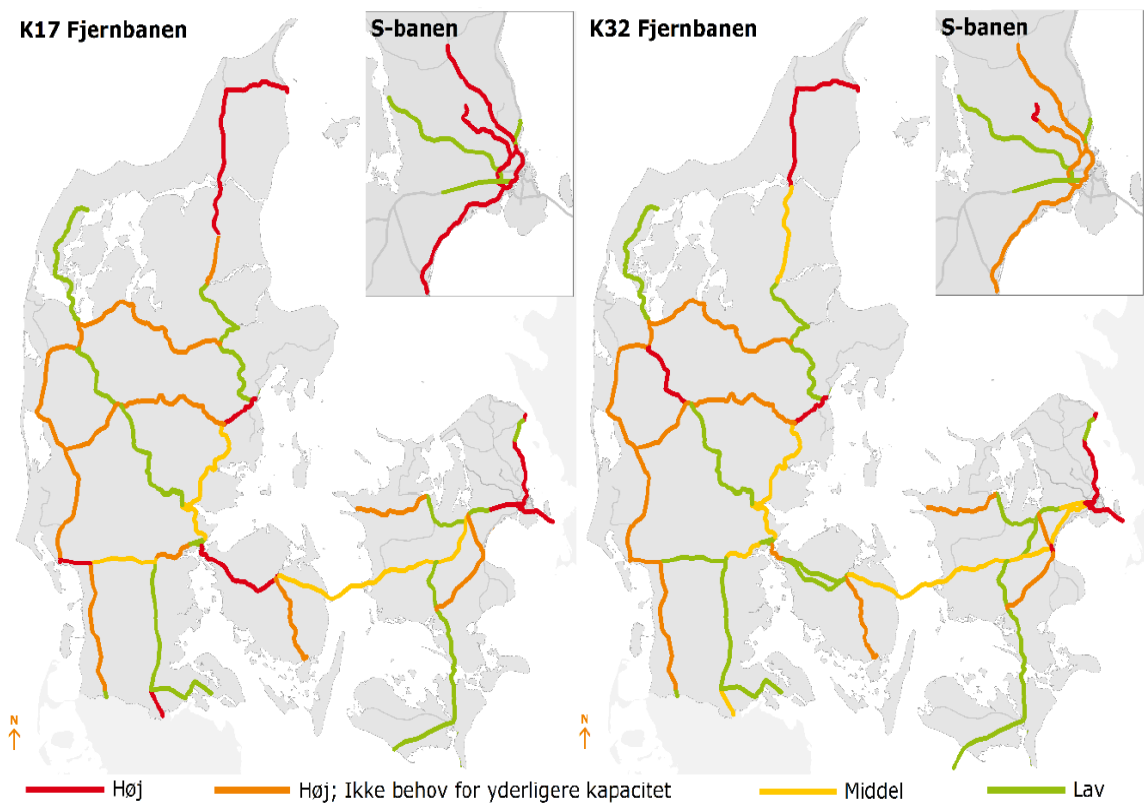 K17 Fjernbanen
S-banen
K32 Fjernbanen
S-banen
N
N
Høj
Høj; Ikke behov for yderligere kapacitet
Middel
Lav